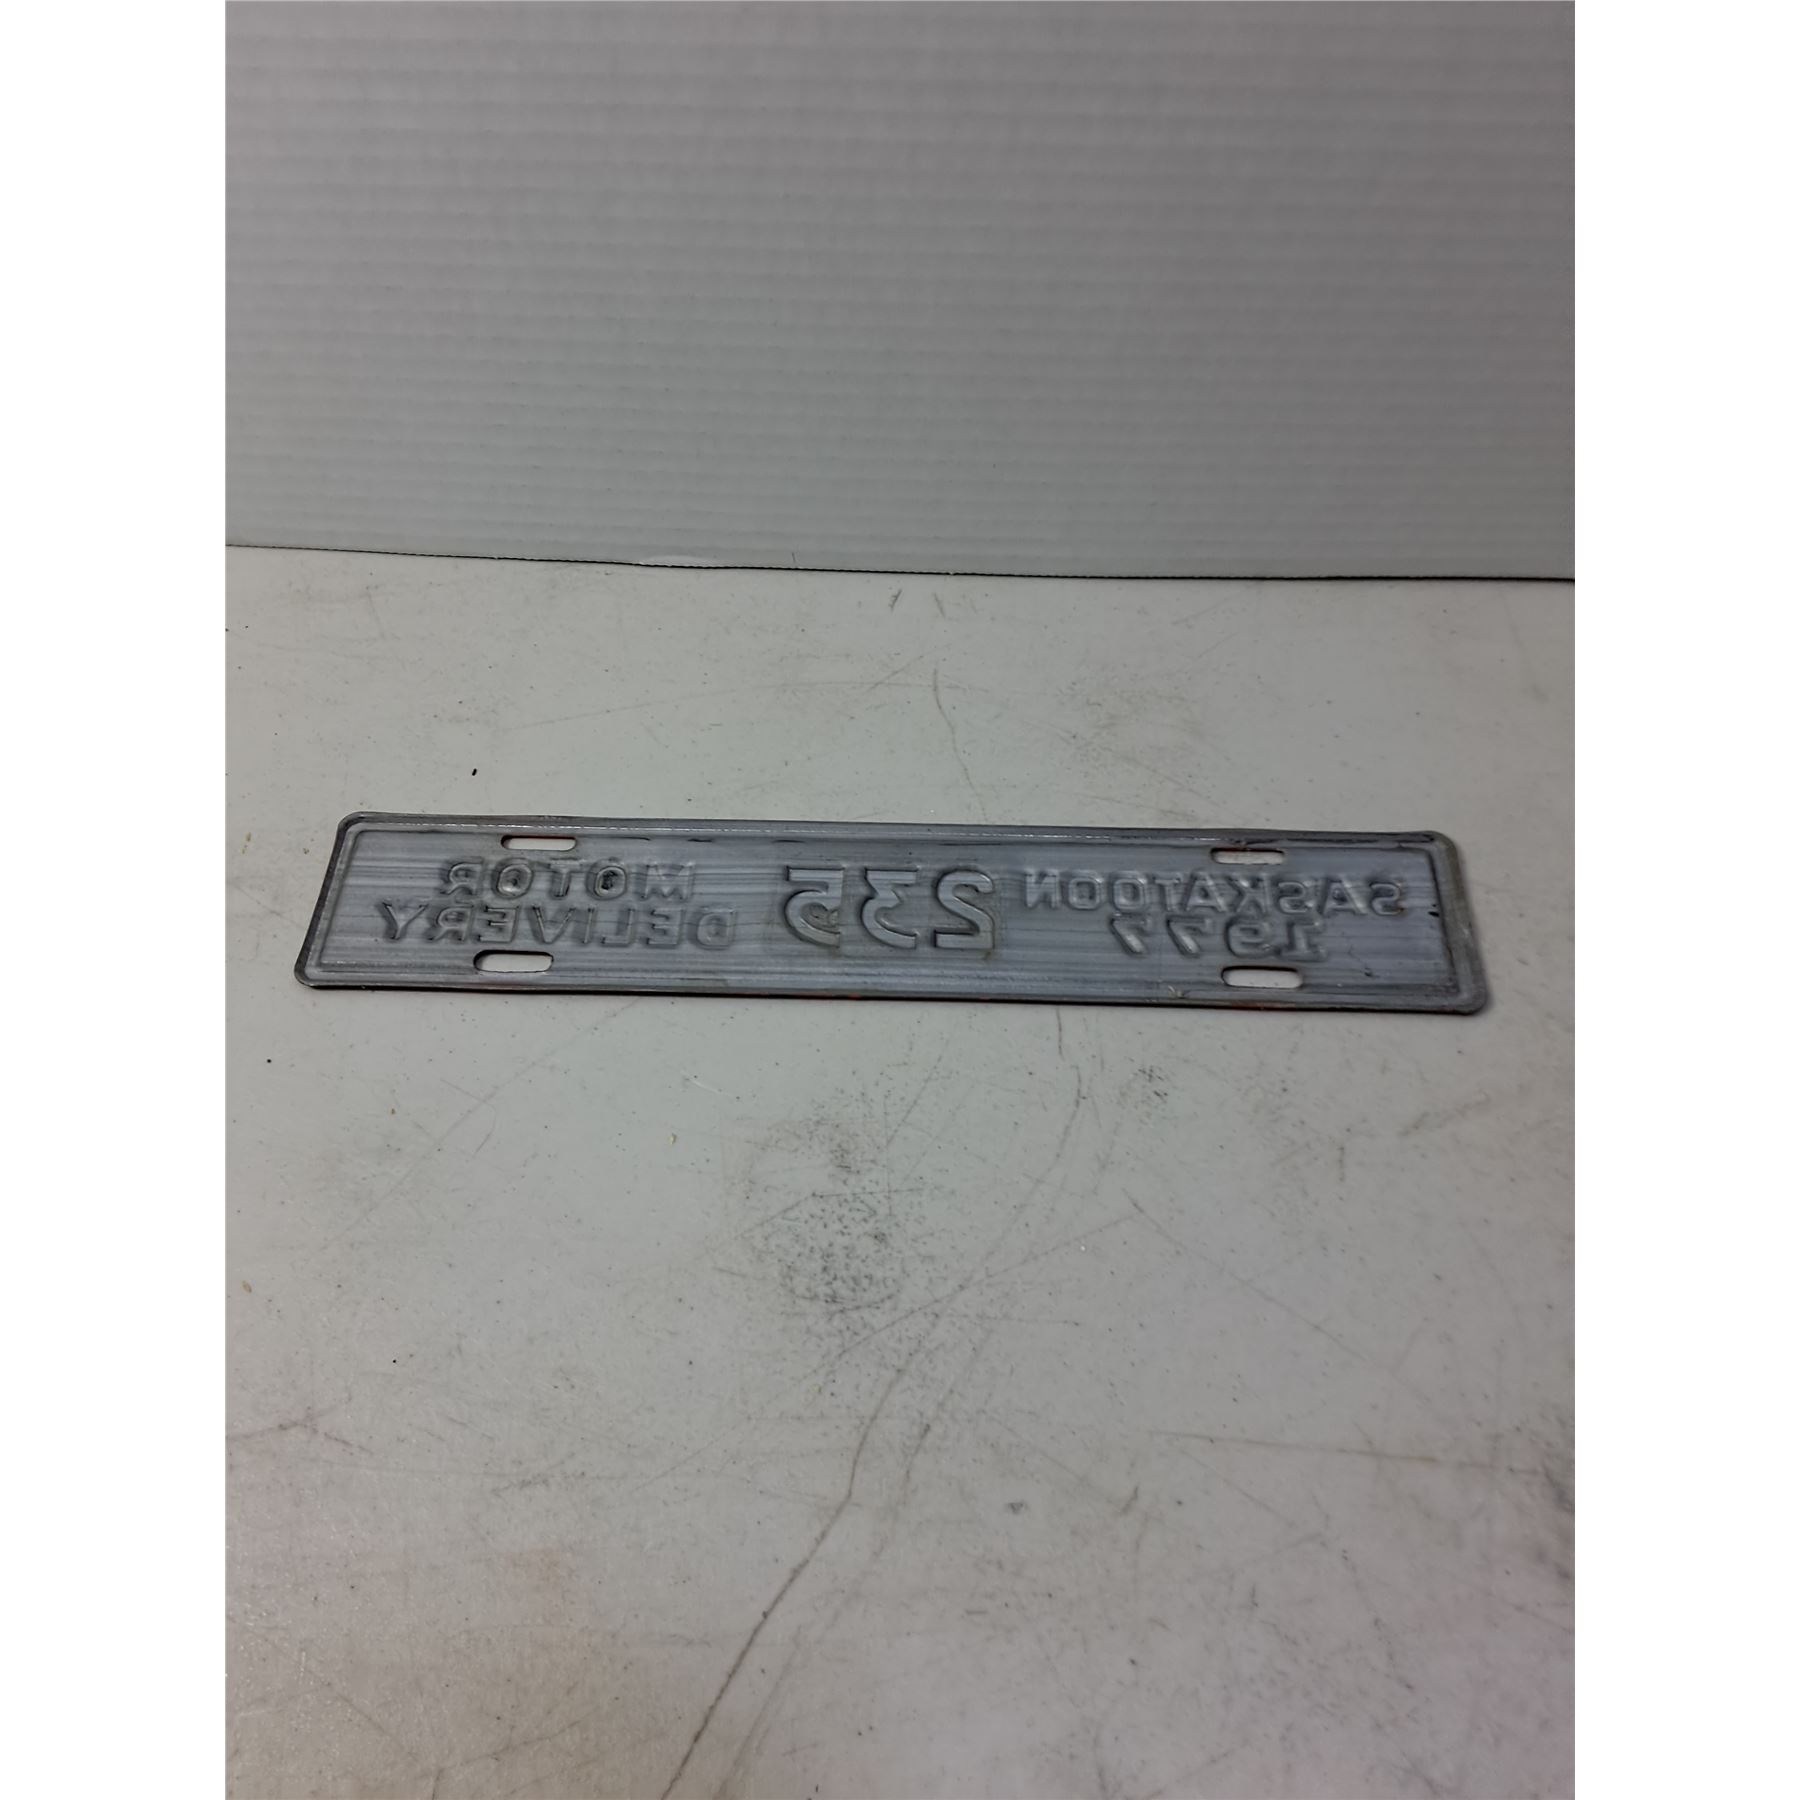 SASKATOON
1977
235
MOTOR
DELIVERY